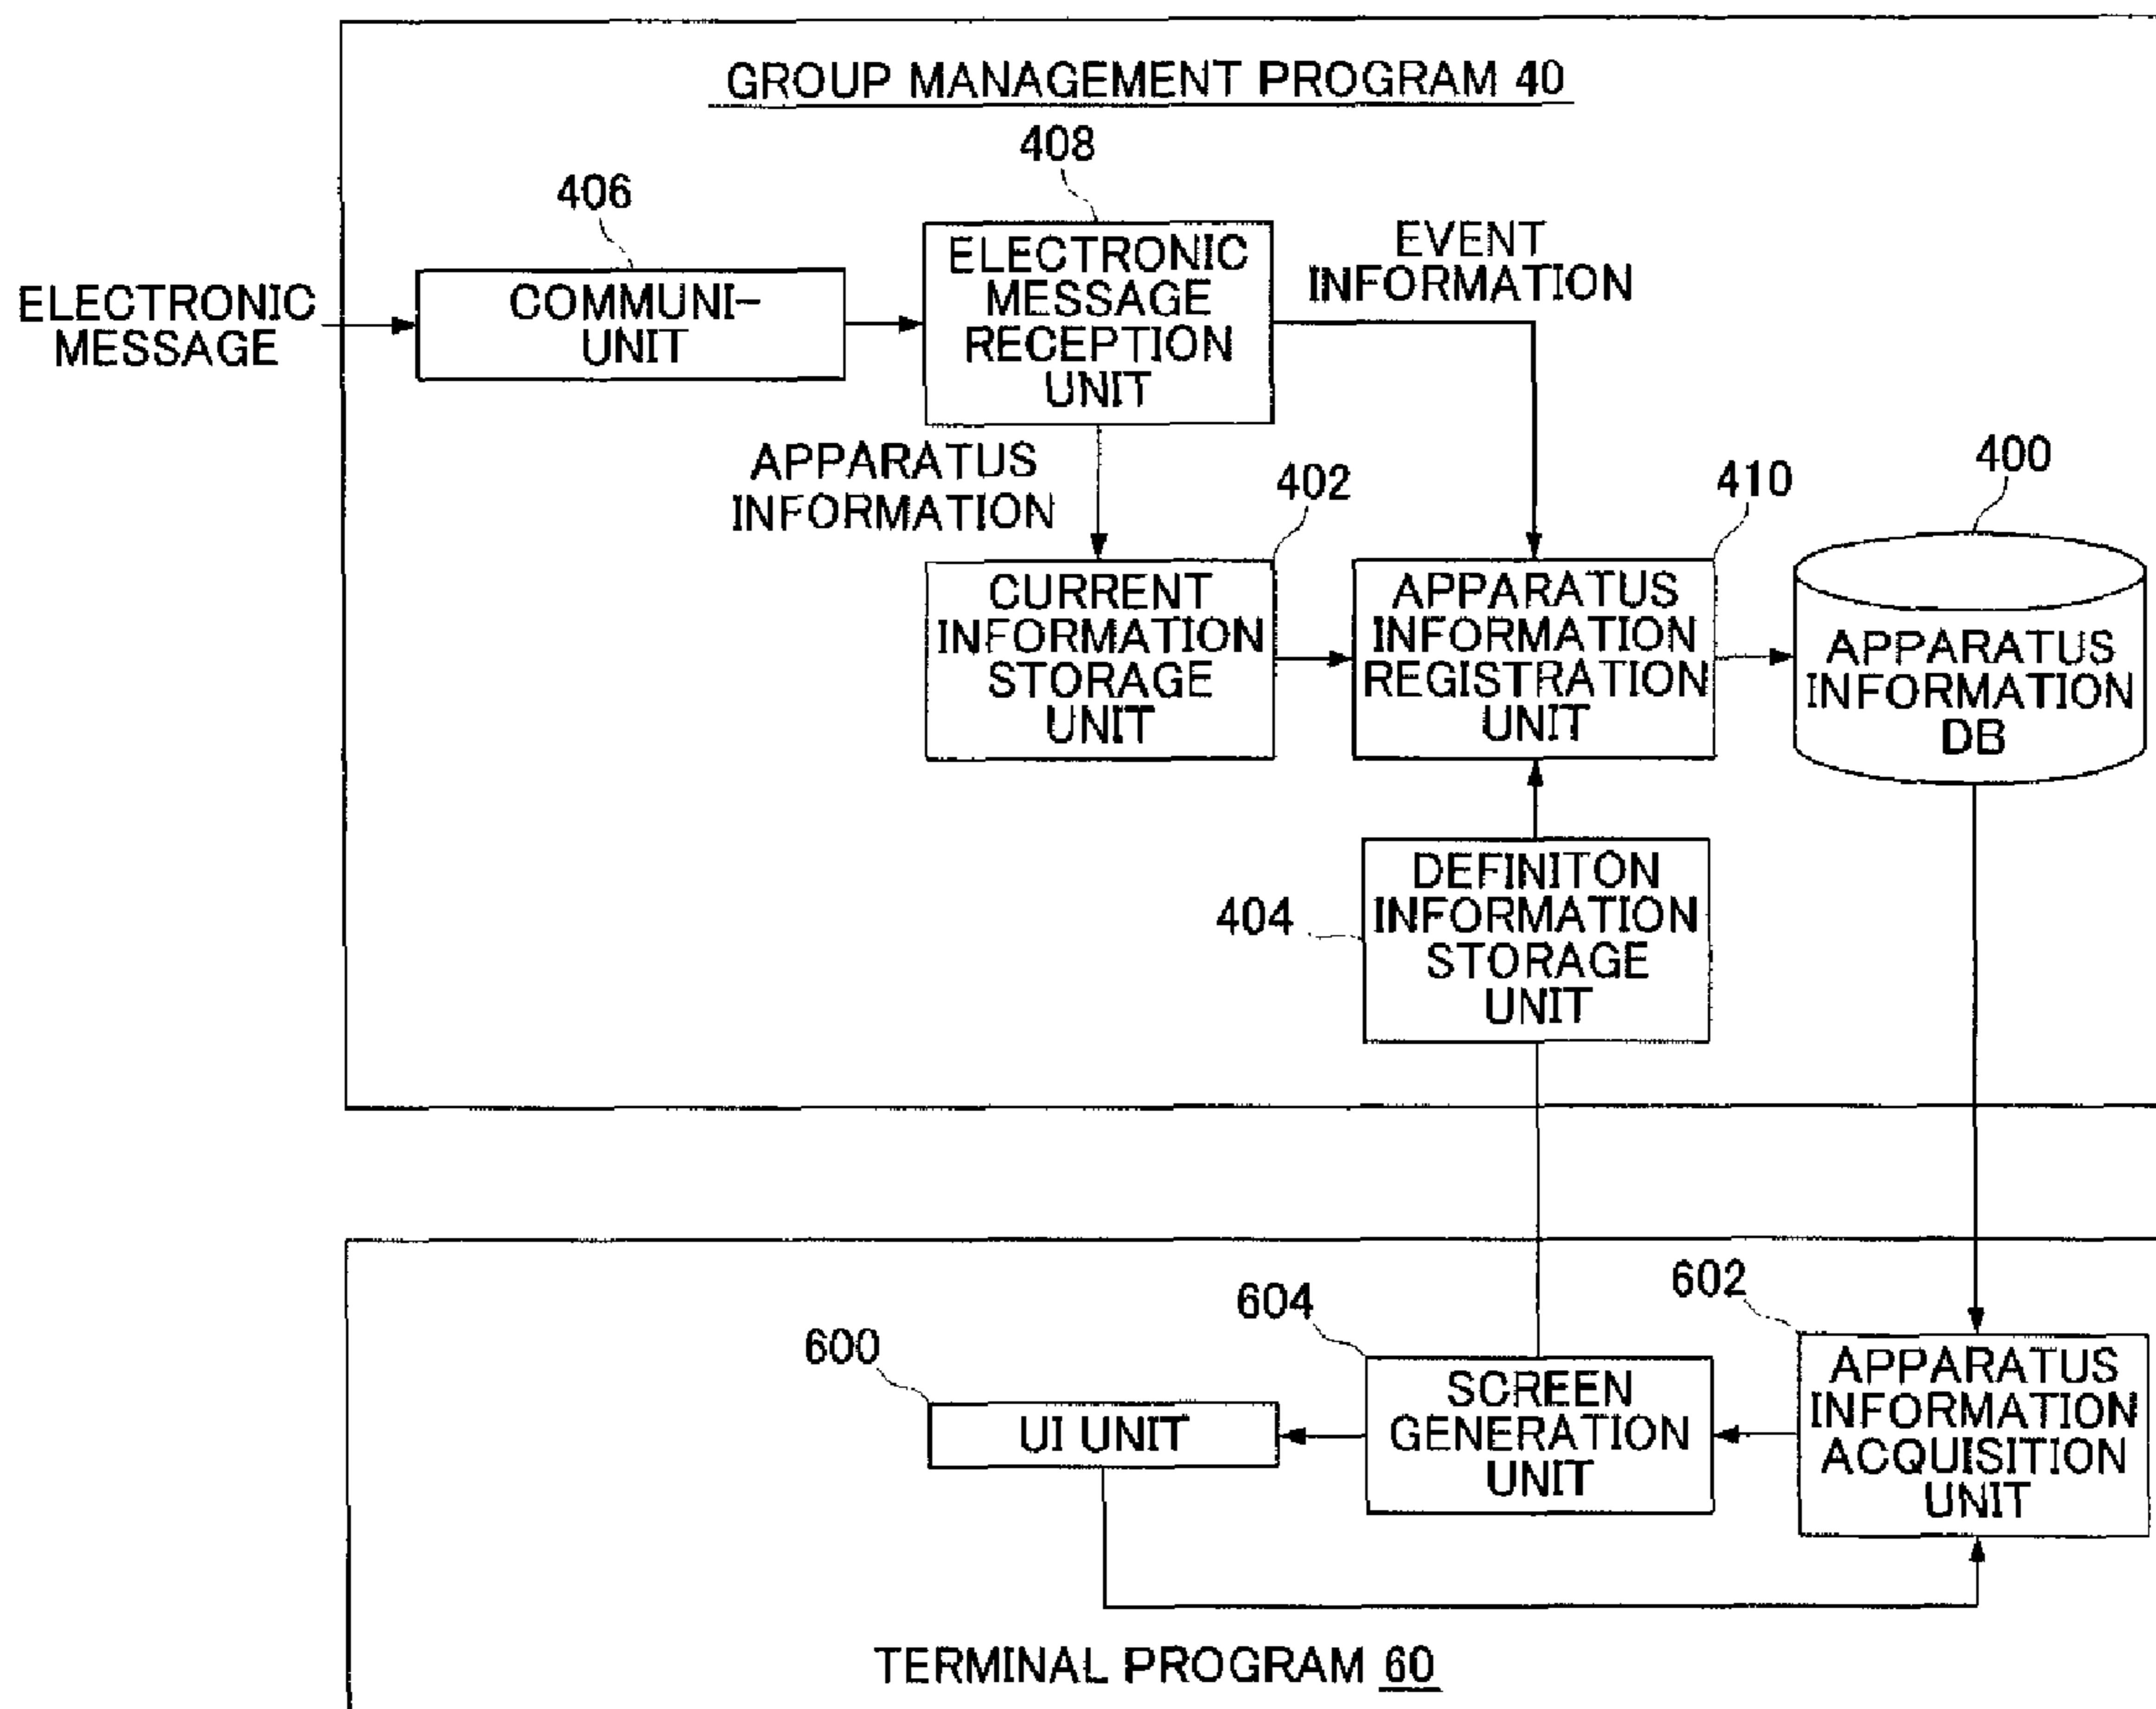 GROUP MANAGEMENT PROGRAM 40
408
406
ELECTRONIC
MESSAGE
COMMUNI-
UNIT
ELECTRONIC
MESSAGE
RECEPTION
UNIT
EVENT
INFORMATION
APPARATUS
INFORMATION
402
410
400
CURRENT
INFORMATION
STORAGE
UNIT
APPARATUS
INFORMATION
REGISTRATION
UNIT
APPARATUS
INFORMATION
DB
404
DEFINITON
INFORMATION
STORAGE
UNIT
600
604
602
UI UNIT
SCREEN
GENERATION
UNIT
APPARATUS
INFORMATION
ACQUISITION
UNIT
TERMINAL PROGRAM 60